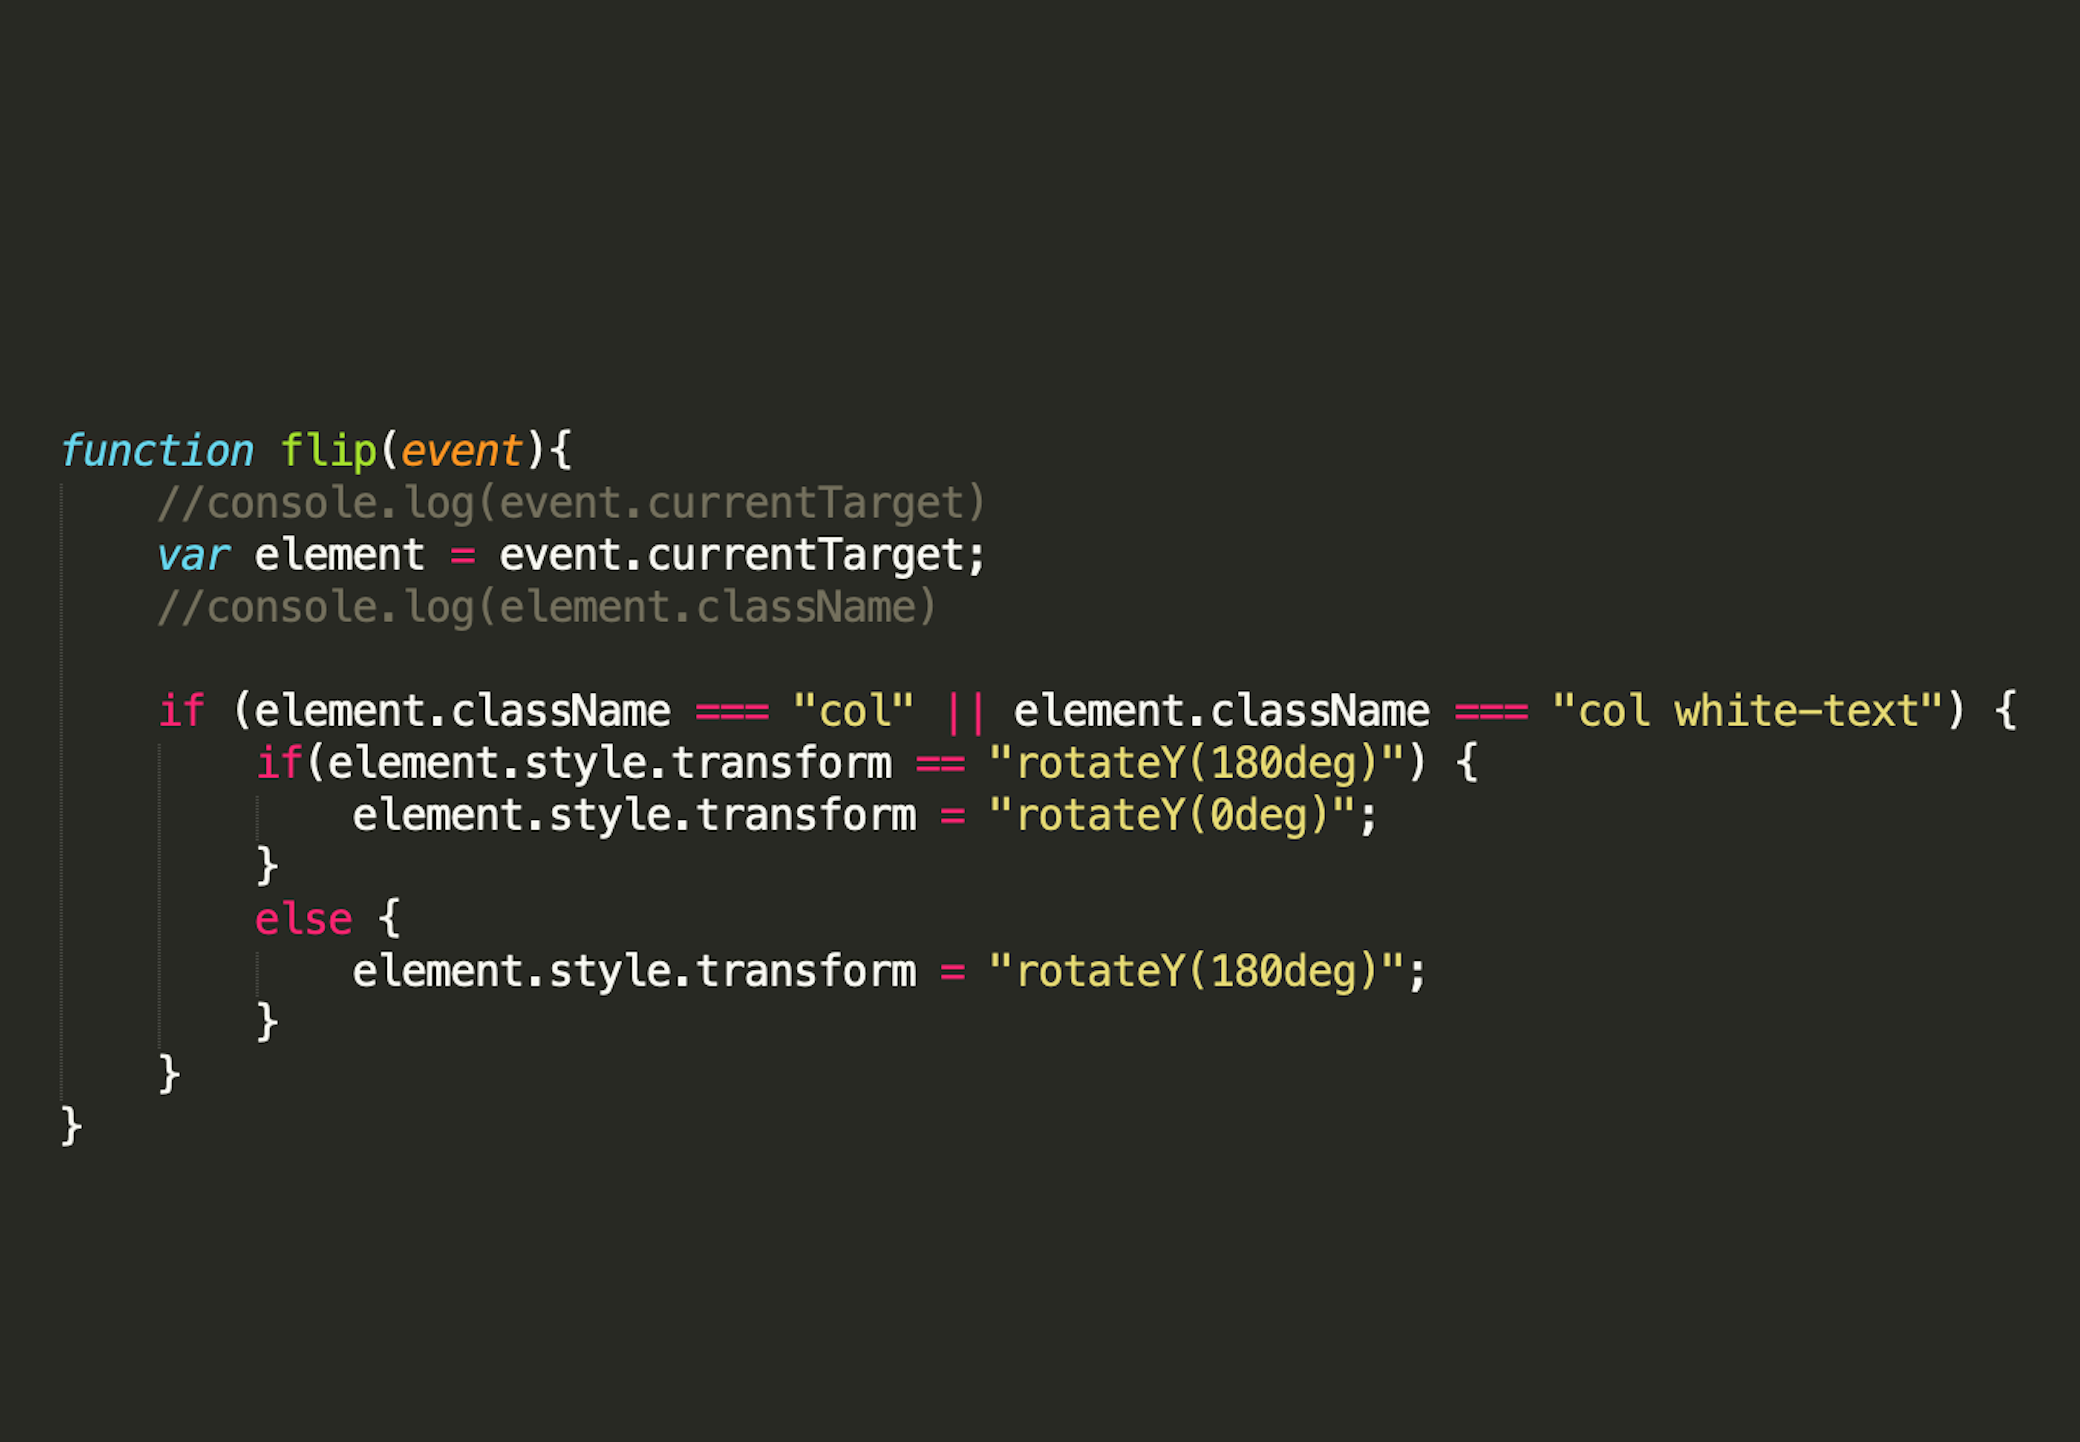 function flip(event){
    //console.log(event.currentTarget)
    var element = event.currentTarget;
    //console.log(element.className)

    if (element.className === "col" || element.className === "col white-text") {
        if(element.style.transform == "rotateY(180deg)") {
            element.style.transform = "rotateY(0deg)";
        }
        else {
            element.style.transform = "rotateY(180deg)";
        }
    }
}